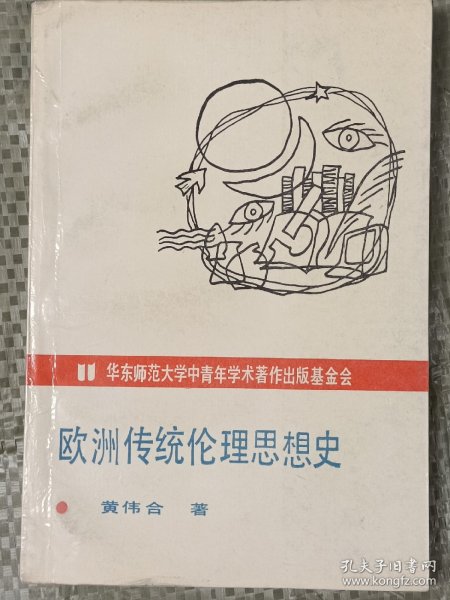 华东师范大学中青年学术著作出版基金会
欧洲传统伦理思想史
黄伟合 著
孔夫子旧书网
www.kongfz.com